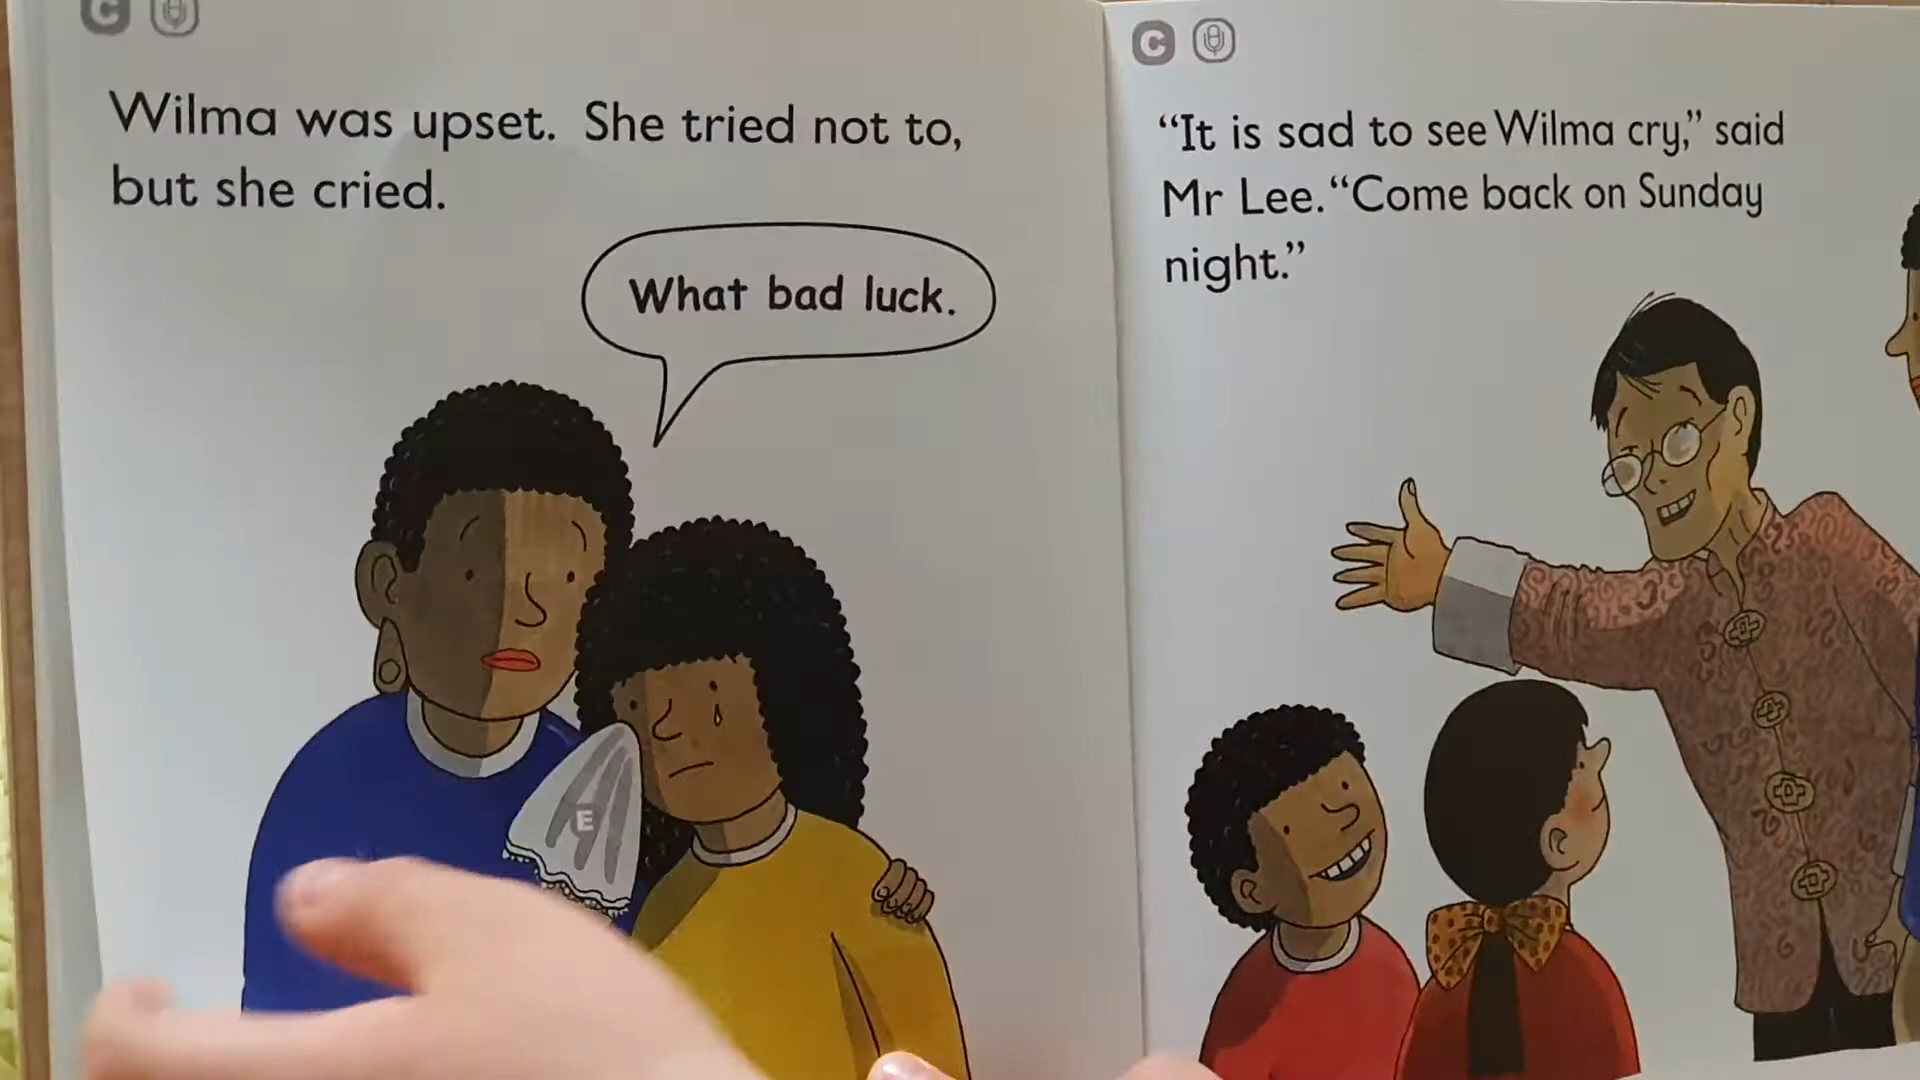 C
Wilma was upset. She tried not to,
but she cried.
What bad luck.
E
C
“It is sad to see Wilma cry,” said
Mr Lee. “Come back on Sunday
night.”